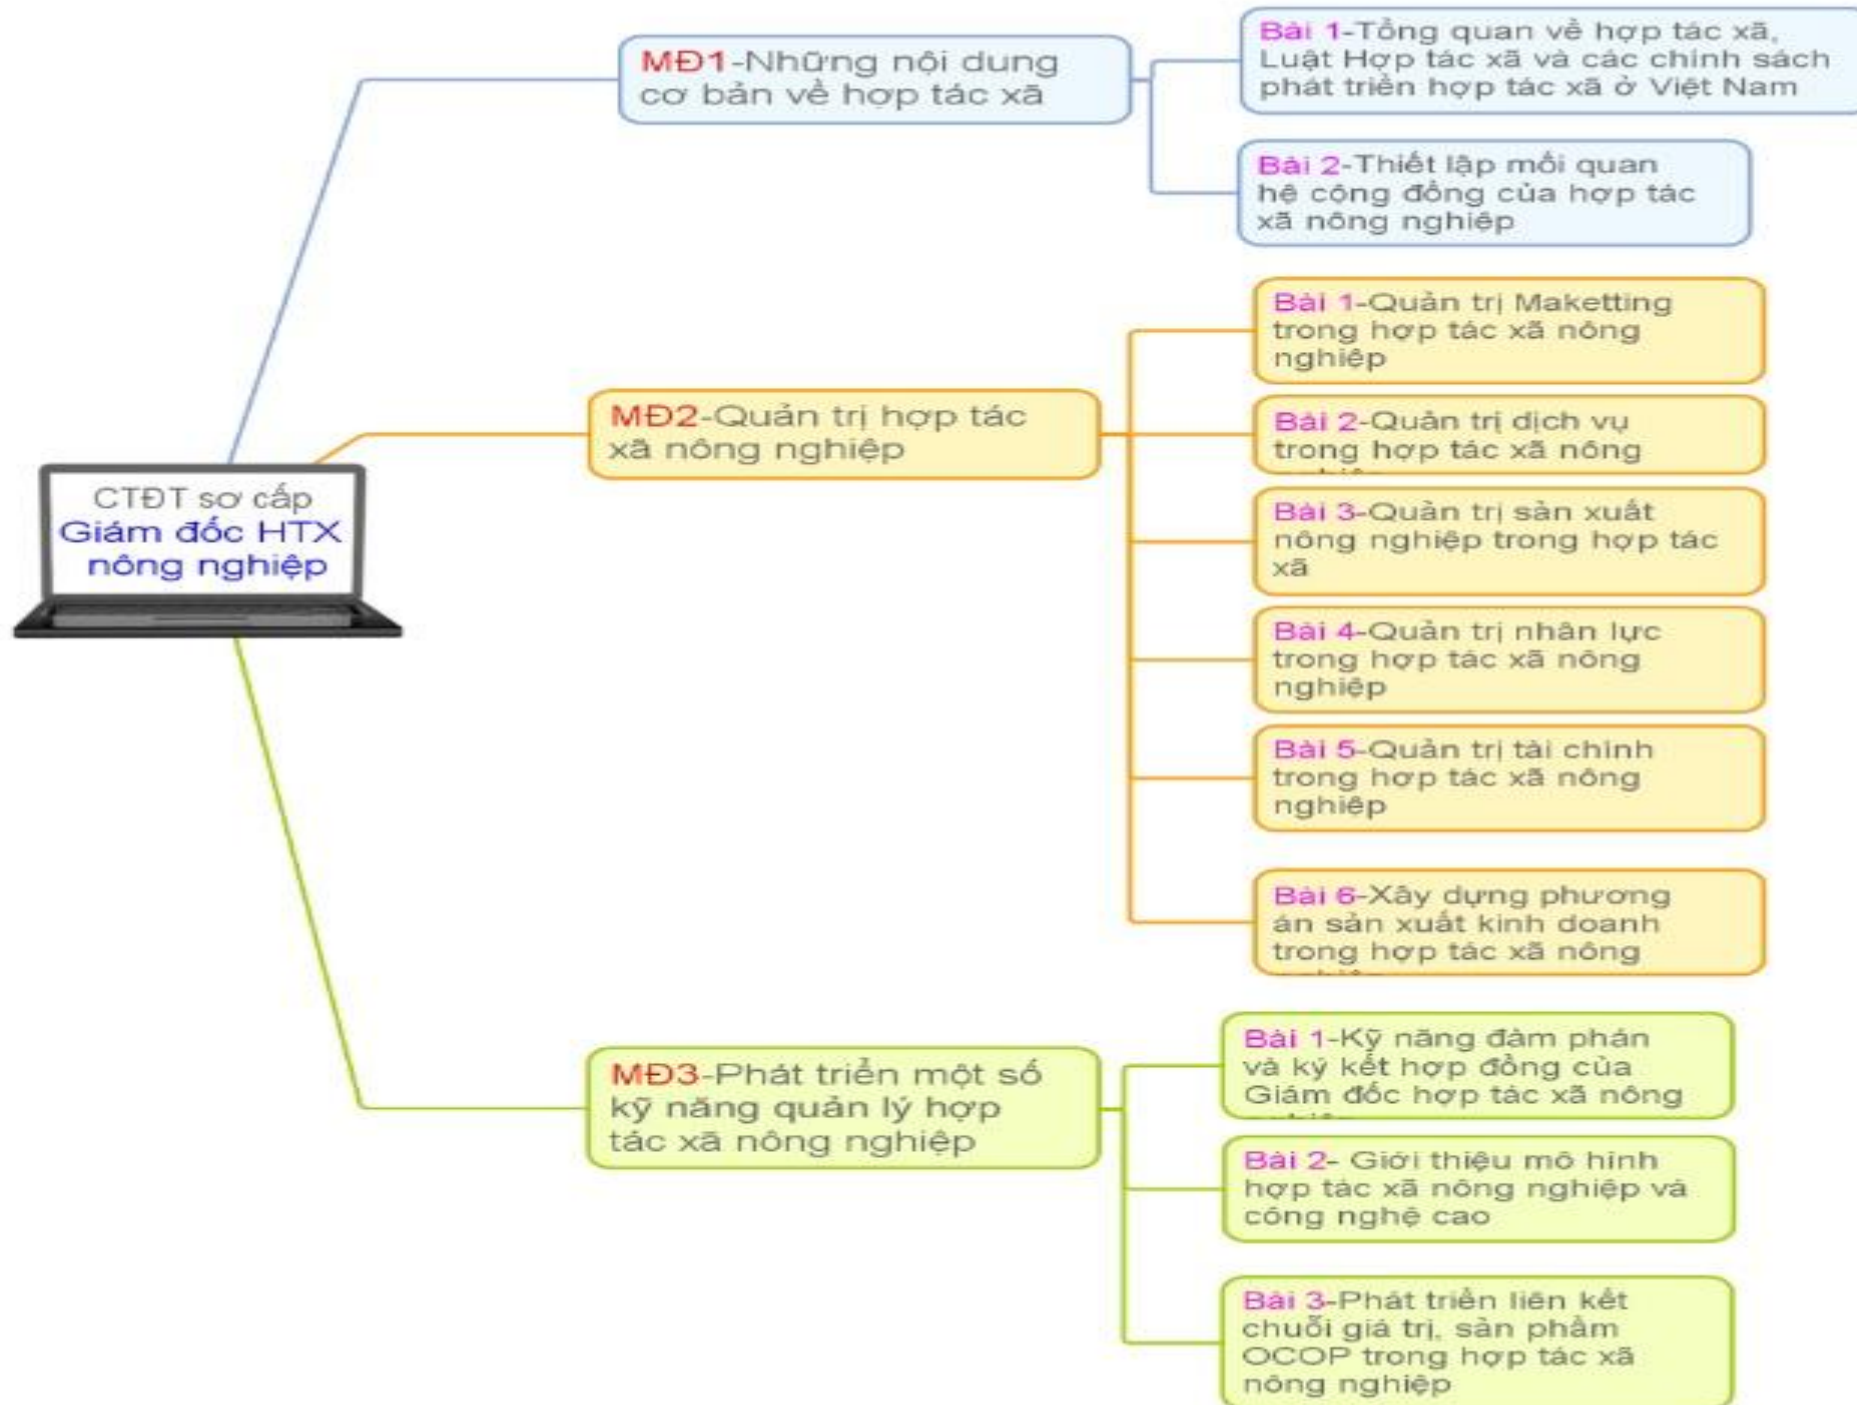 CTĐT sơ cấp
Giám đốc HTX
nông nghiệp
MĐ1-Những nội dung
cơ bản về hợp tác xã
Bài 1-Tổng quan về hợp tác xã,
Luật Hợp tác xã và các chính sách
phát triển hợp tác xã ở Việt Nam
Bài 2-Thiết lập mối quan
hệ cộng đồng của hợp tác
xã nông nghiệp
MĐ2-Quản trị hợp tác
xã nông nghiệp
Bài 1-Quản trị Maketting
trong hợp tác xã nông
nghiệp
Bài 2-Quản trị dịch vụ
trong hợp tác xã nông
Bài 3-Quản trị sản xuất
nông nghiệp trong hợp tác
xã
Bài 4-Quản trị nhân lực
trong hợp tác xã nông
nghiệp
Bài 5-Quản trị tài chính
trong hợp tác xã nông
nghiệp
Bài 6-Xây dựng phương
án sản xuất kinh doanh
trong hợp tác xã nông
MĐ3-Phát triển một số
kỹ năng quản lý hợp
tác xã nông nghiệp
Bài 1-Kỹ năng đàm phán
và ký kết hợp đồng của
Giám đốc hợp tác xã nông
Bài 2- Giới thiệu mô hình
hợp tác xã nông nghiệp và
công nghệ cao
Bài 3-Phát triển liên kết
chuỗi giá trị, sản phẩm
OCOP trong hợp tác xã
nông nghiệp